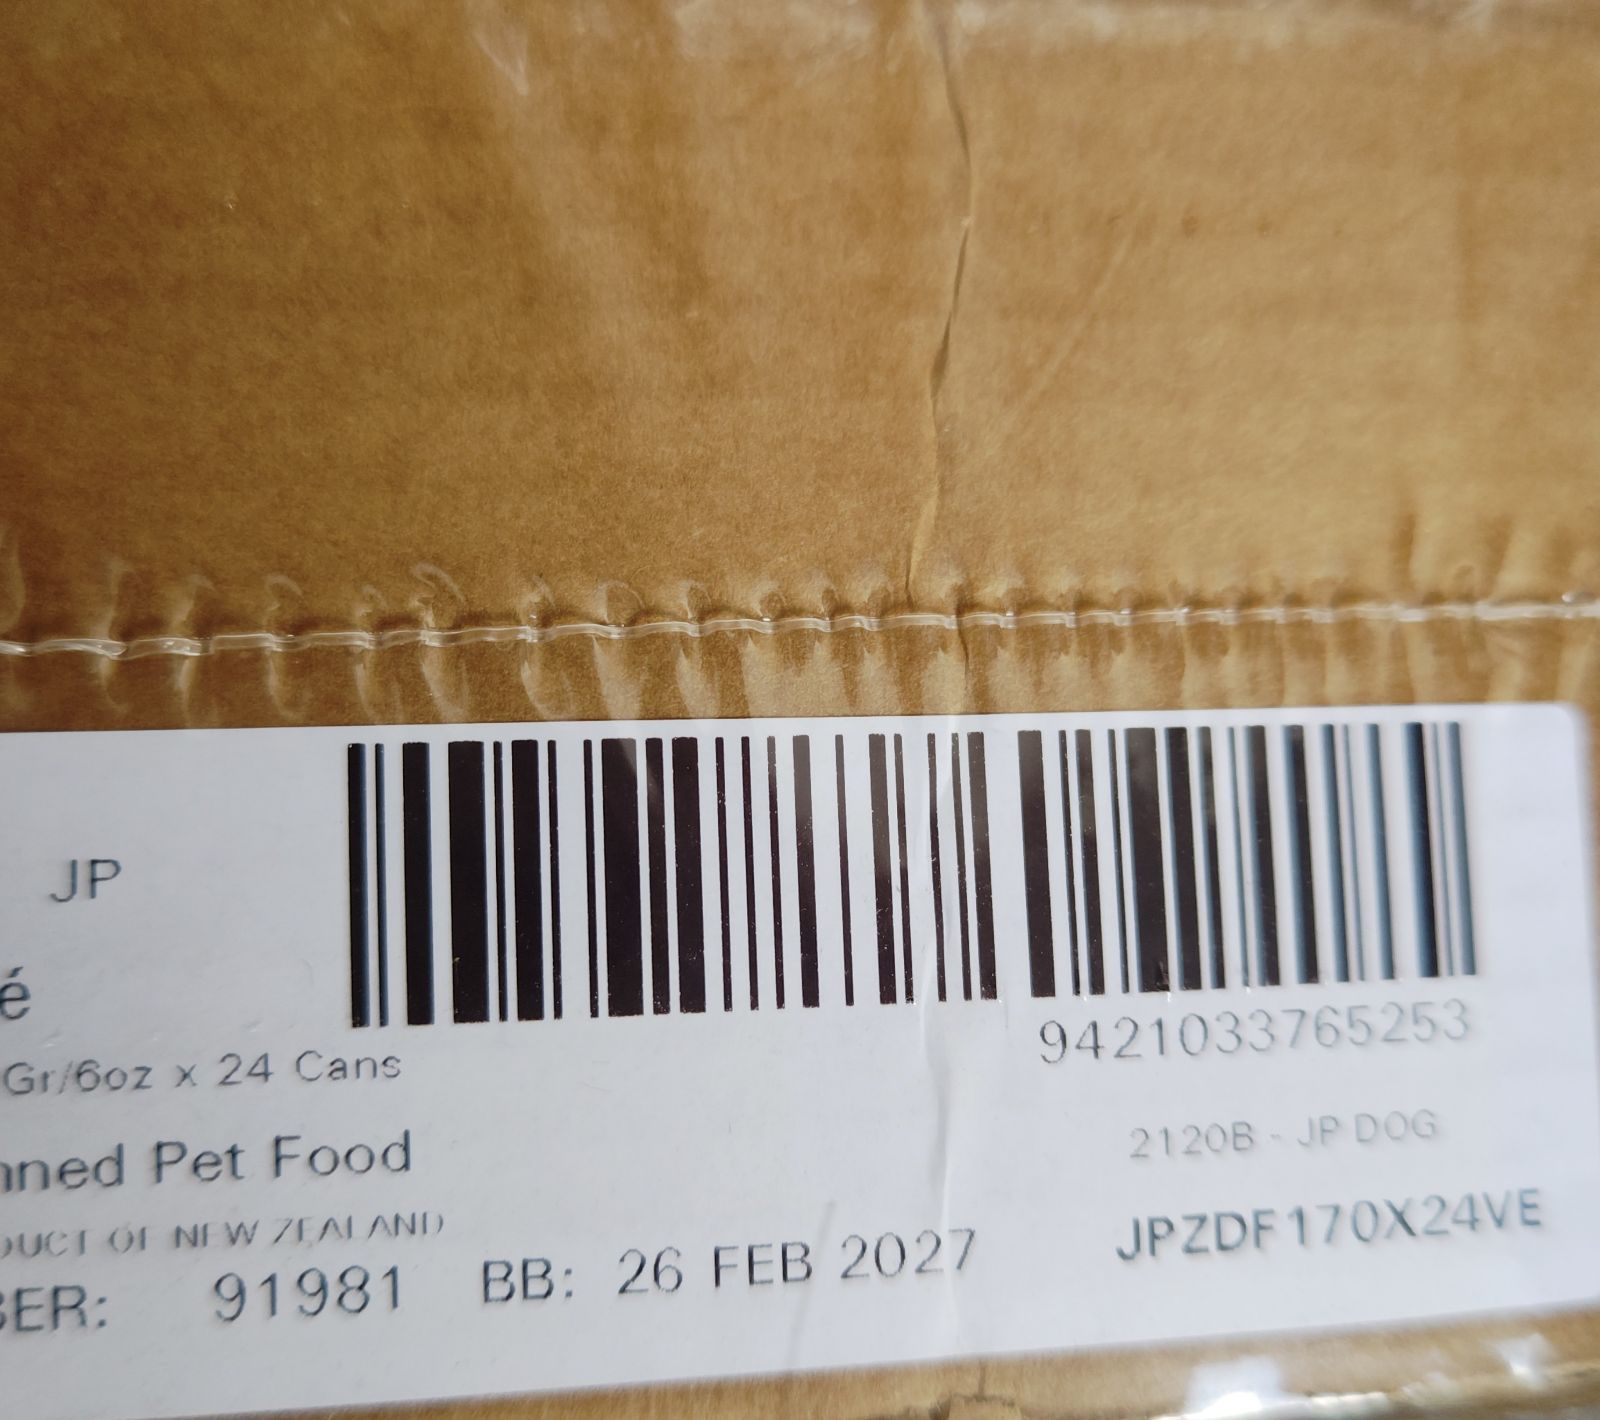 JP
é
9421033765253
Gr/6oz x 24 Cans
2120B - JP DOG
nned Pet Food
DUCT OF NEW ZEALAND
JPZDF170X24VE
BER: 91981 BB: 26 FEB 2027